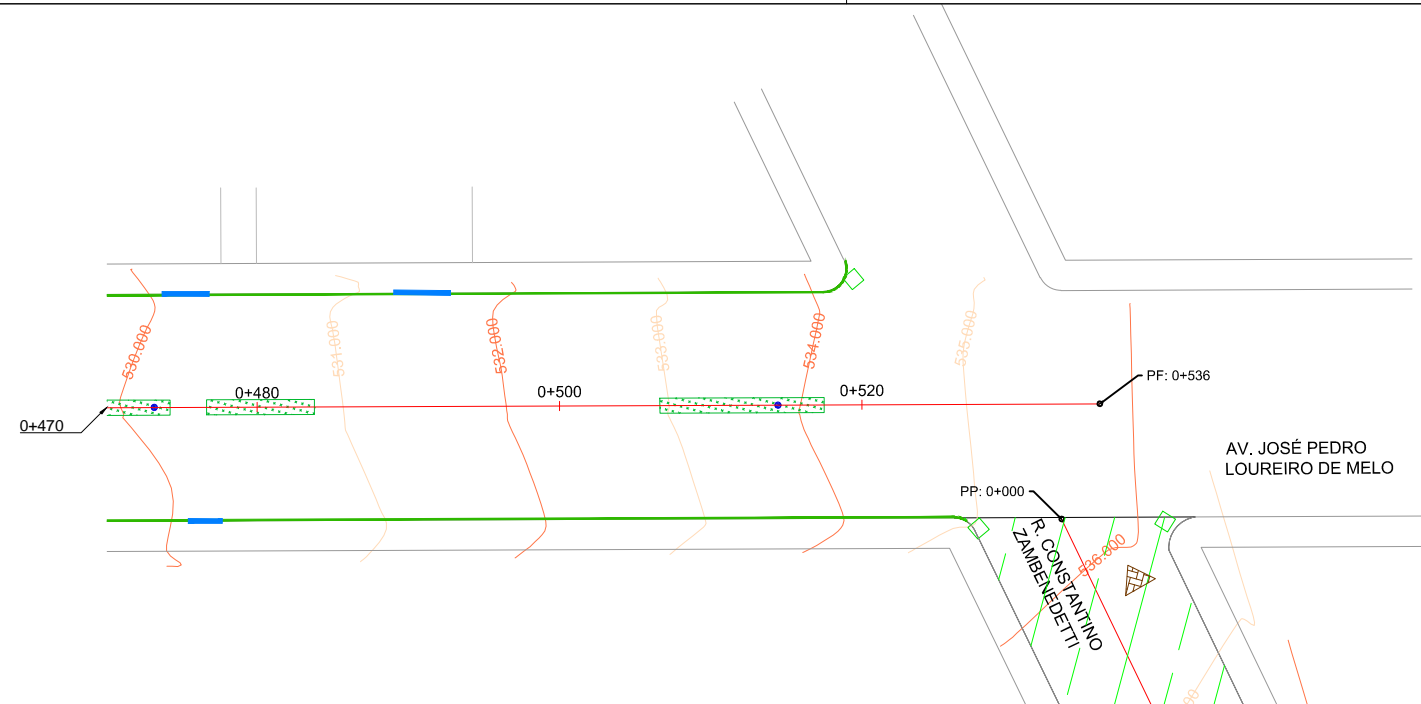 530.000
531.000
532.000
533.000
534.000
535.000
0+480
0+500
0+520
PF: 0+536
0+470
AV. JOSÉ PEDRO
LOUREIRO DE MELO
PP: 0+000
R. CONSTANTINO
ZAMBENEDETTI
536.000